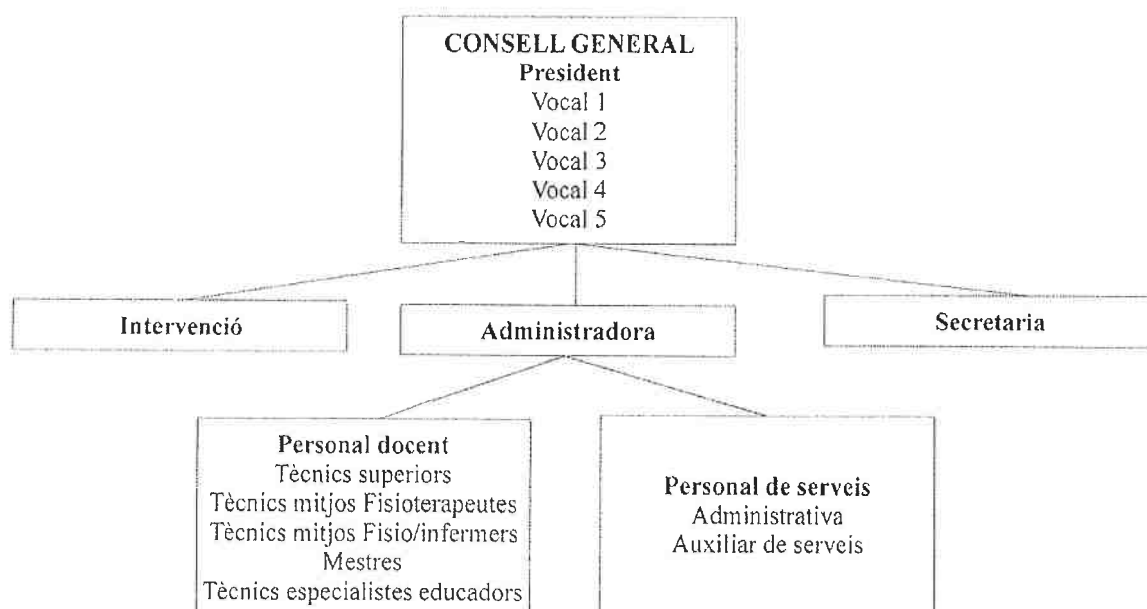 CONSELL GENERAL
President
Vocal 1
Vocal 2
Vocal 3
Vocal 4
Vocal 5
Intervenció
Administradora
Secretaria
Personal docent
Tècnics superiors
Tècnics mitjos Fisioterapeutes
Tècnics mitjos Fisio/infermers
Mestres
Tècnics especialistes educadors
Personal de serveis
Administrativa
Auxiliar de serveis